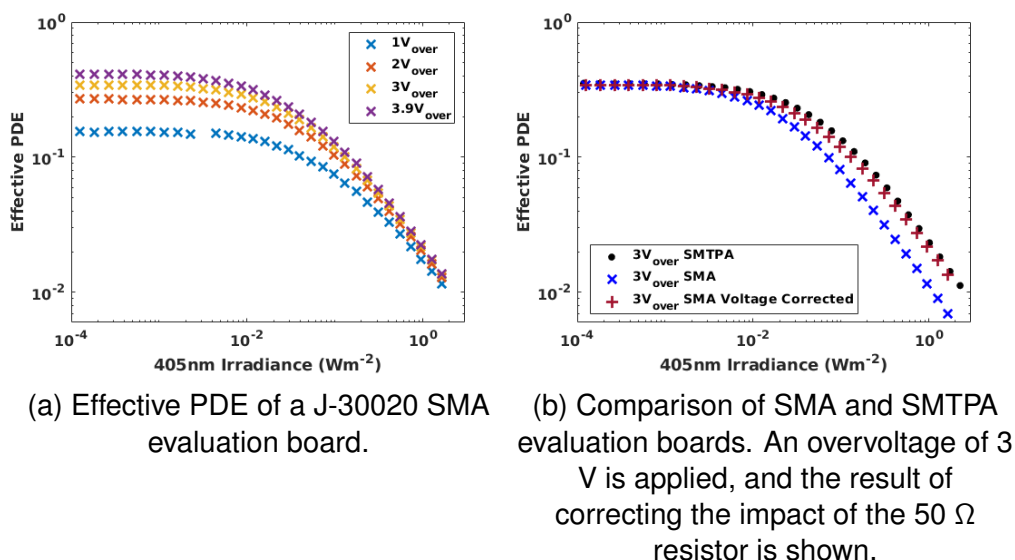 10^0
10^-1
10^-2
Effective PDE
1V_over
2V_over
3V_over
3.9V_over
10^-4
10^-2
10^0
405nm Irradiance (Wm^-2)
10^0
10^-1
10^-2
Effective PDE
3V_over SMTPA
3V_over SMA
3V_over SMA Voltage Corrected
10^-4
10^-2
10^0
405nm Irradiance (Wm^-2)
(a) Effective PDE of a J-30020 SMA
evaluation board.
(b) Comparison of SMA and SMTPA
evaluation boards. An overvoltage of 3
V is applied, and the result of
correcting the impact of the 50 Ω
resistor is shown.